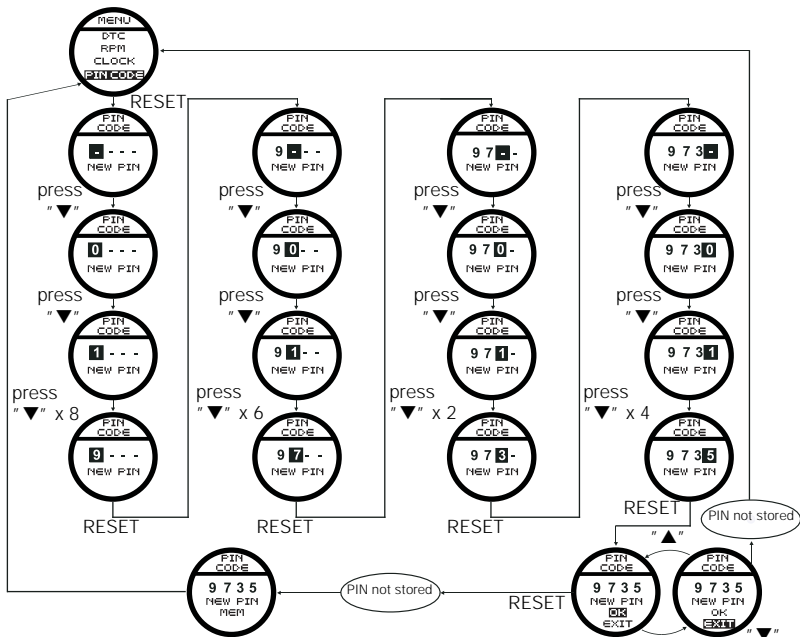 MENU
DTC
RPM
CLOCK
PIN CODE
RESET
PIN
CODE
- - - -
NEW PIN
press
"▼"
PIN
CODE
0 - - -
NEW PIN
press
"▼"
PIN
CODE
1 - - -
NEW PIN
press
"▼" x 8
PIN
CODE
9 - - -
NEW PIN
RESET
PIN
CODE
9 - - -
NEW PIN
press
"▼"
PIN
CODE
9 0 - -
NEW PIN
press
"▼"
PIN
CODE
9 1 - -
NEW PIN
press
"▼" x 6
PIN
CODE
9 7 - -
NEW PIN
RESET
PIN
CODE
9 7 - -
NEW PIN
press
"▼"
PIN
CODE
9 7 0 -
NEW PIN
press
"▼"
PIN
CODE
9 7 1 -
NEW PIN
press
"▼" x 2
PIN
CODE
9 7 3 -
NEW PIN
RESET
PIN
CODE
9 7 3 -
NEW PIN
press
"▼"
PIN
CODE
9 7 3 0
NEW PIN
press
"▼"
PIN
CODE
9 7 3 1
NEW PIN
press
"▼" x 4
PIN
CODE
9 7 3 5
NEW PIN
RESET
"▲"
PIN not stored
PIN
CODE
9 7 3 5
NEW PIN
MEM
PIN not stored
RESET
PIN
CODE
9 7 3 5
NEW PIN
OK
EXIT
PIN
CODE
9 7 3 5
NEW PIN
OK
EXIT
"▼"